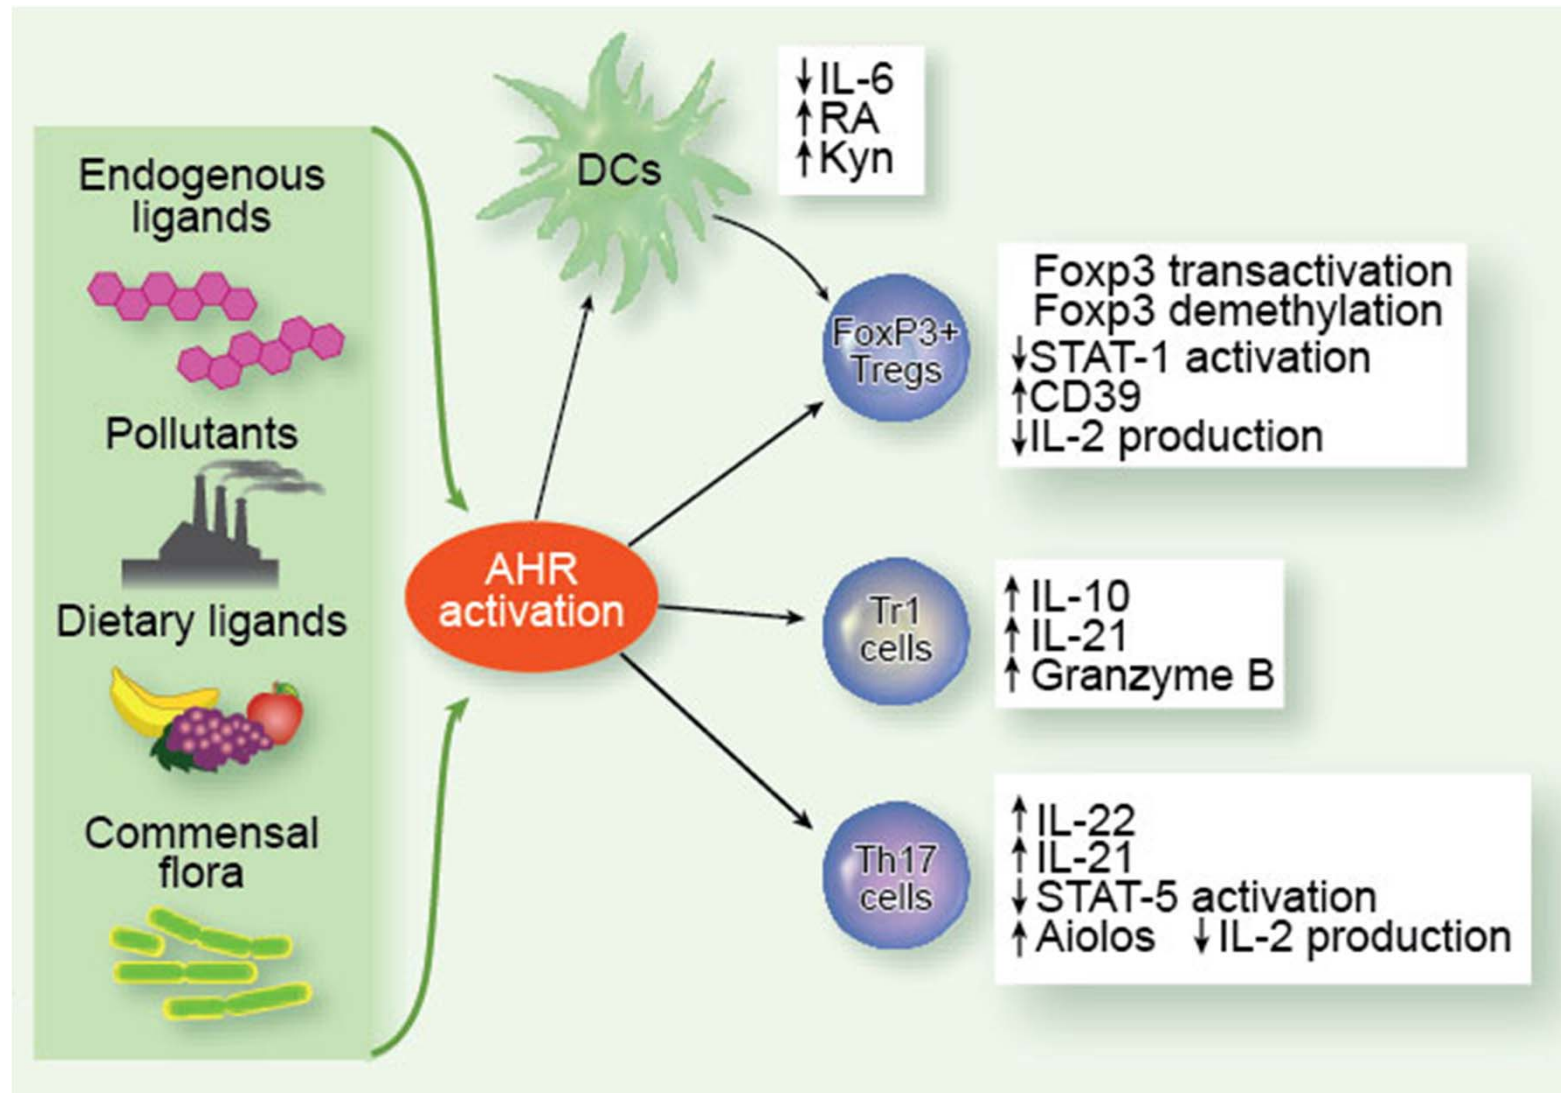 Endogenous
ligands
Pollutants
Dietary ligands
Commensal
flora
AHR
activation
DCs
↓IL-6
↑RA
↑Kyn
FoxP3+
Tregs
Foxp3 transactivation
Foxp3 demethylation
↓STAT-1 activation
↑CD39
↓IL-2 production
Tr1
cells
↑ IL-10
↑ IL-21
↑ Granzyme B
Th17
cells
↑IL-22
↑IL-21
↓STAT-5 activation
↑Aiolos ↓IL-2 production